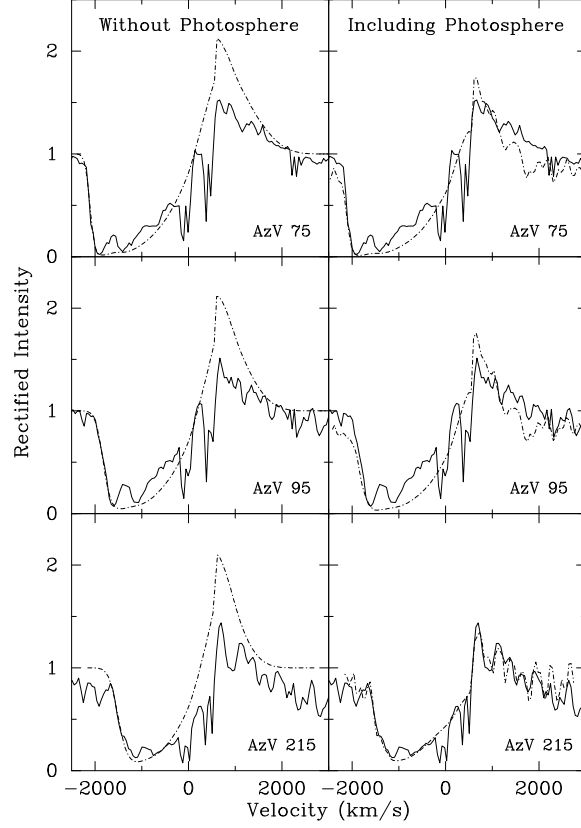 Without Photosphere Including Photosphere
2
1
0
AzV 75 AzV 75
2
1
0
AzV 95 AzV 95
2
1
0
AzV 215 AzV 215
−2000 0 2000 −2000 0 2000
Velocity (km/s)
Rectified Intensity